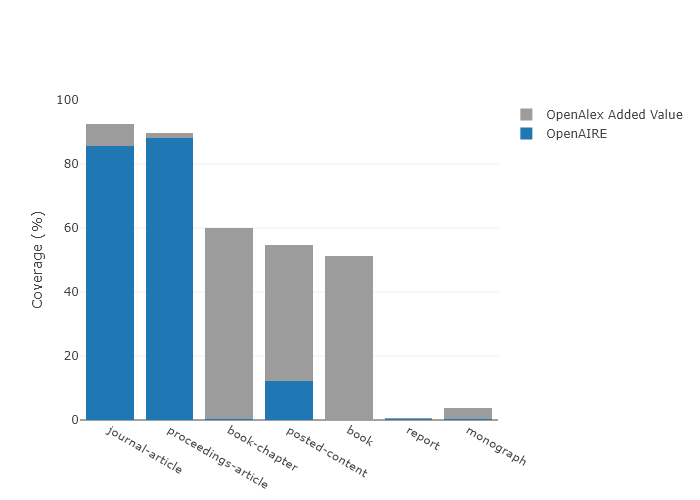 100
80
60
40
20
0
Coverage (%)
journal-article
proceedings-article
book-chapter
posted-content
book
report
monograph
OpenAlex Added Value
OpenAIRE